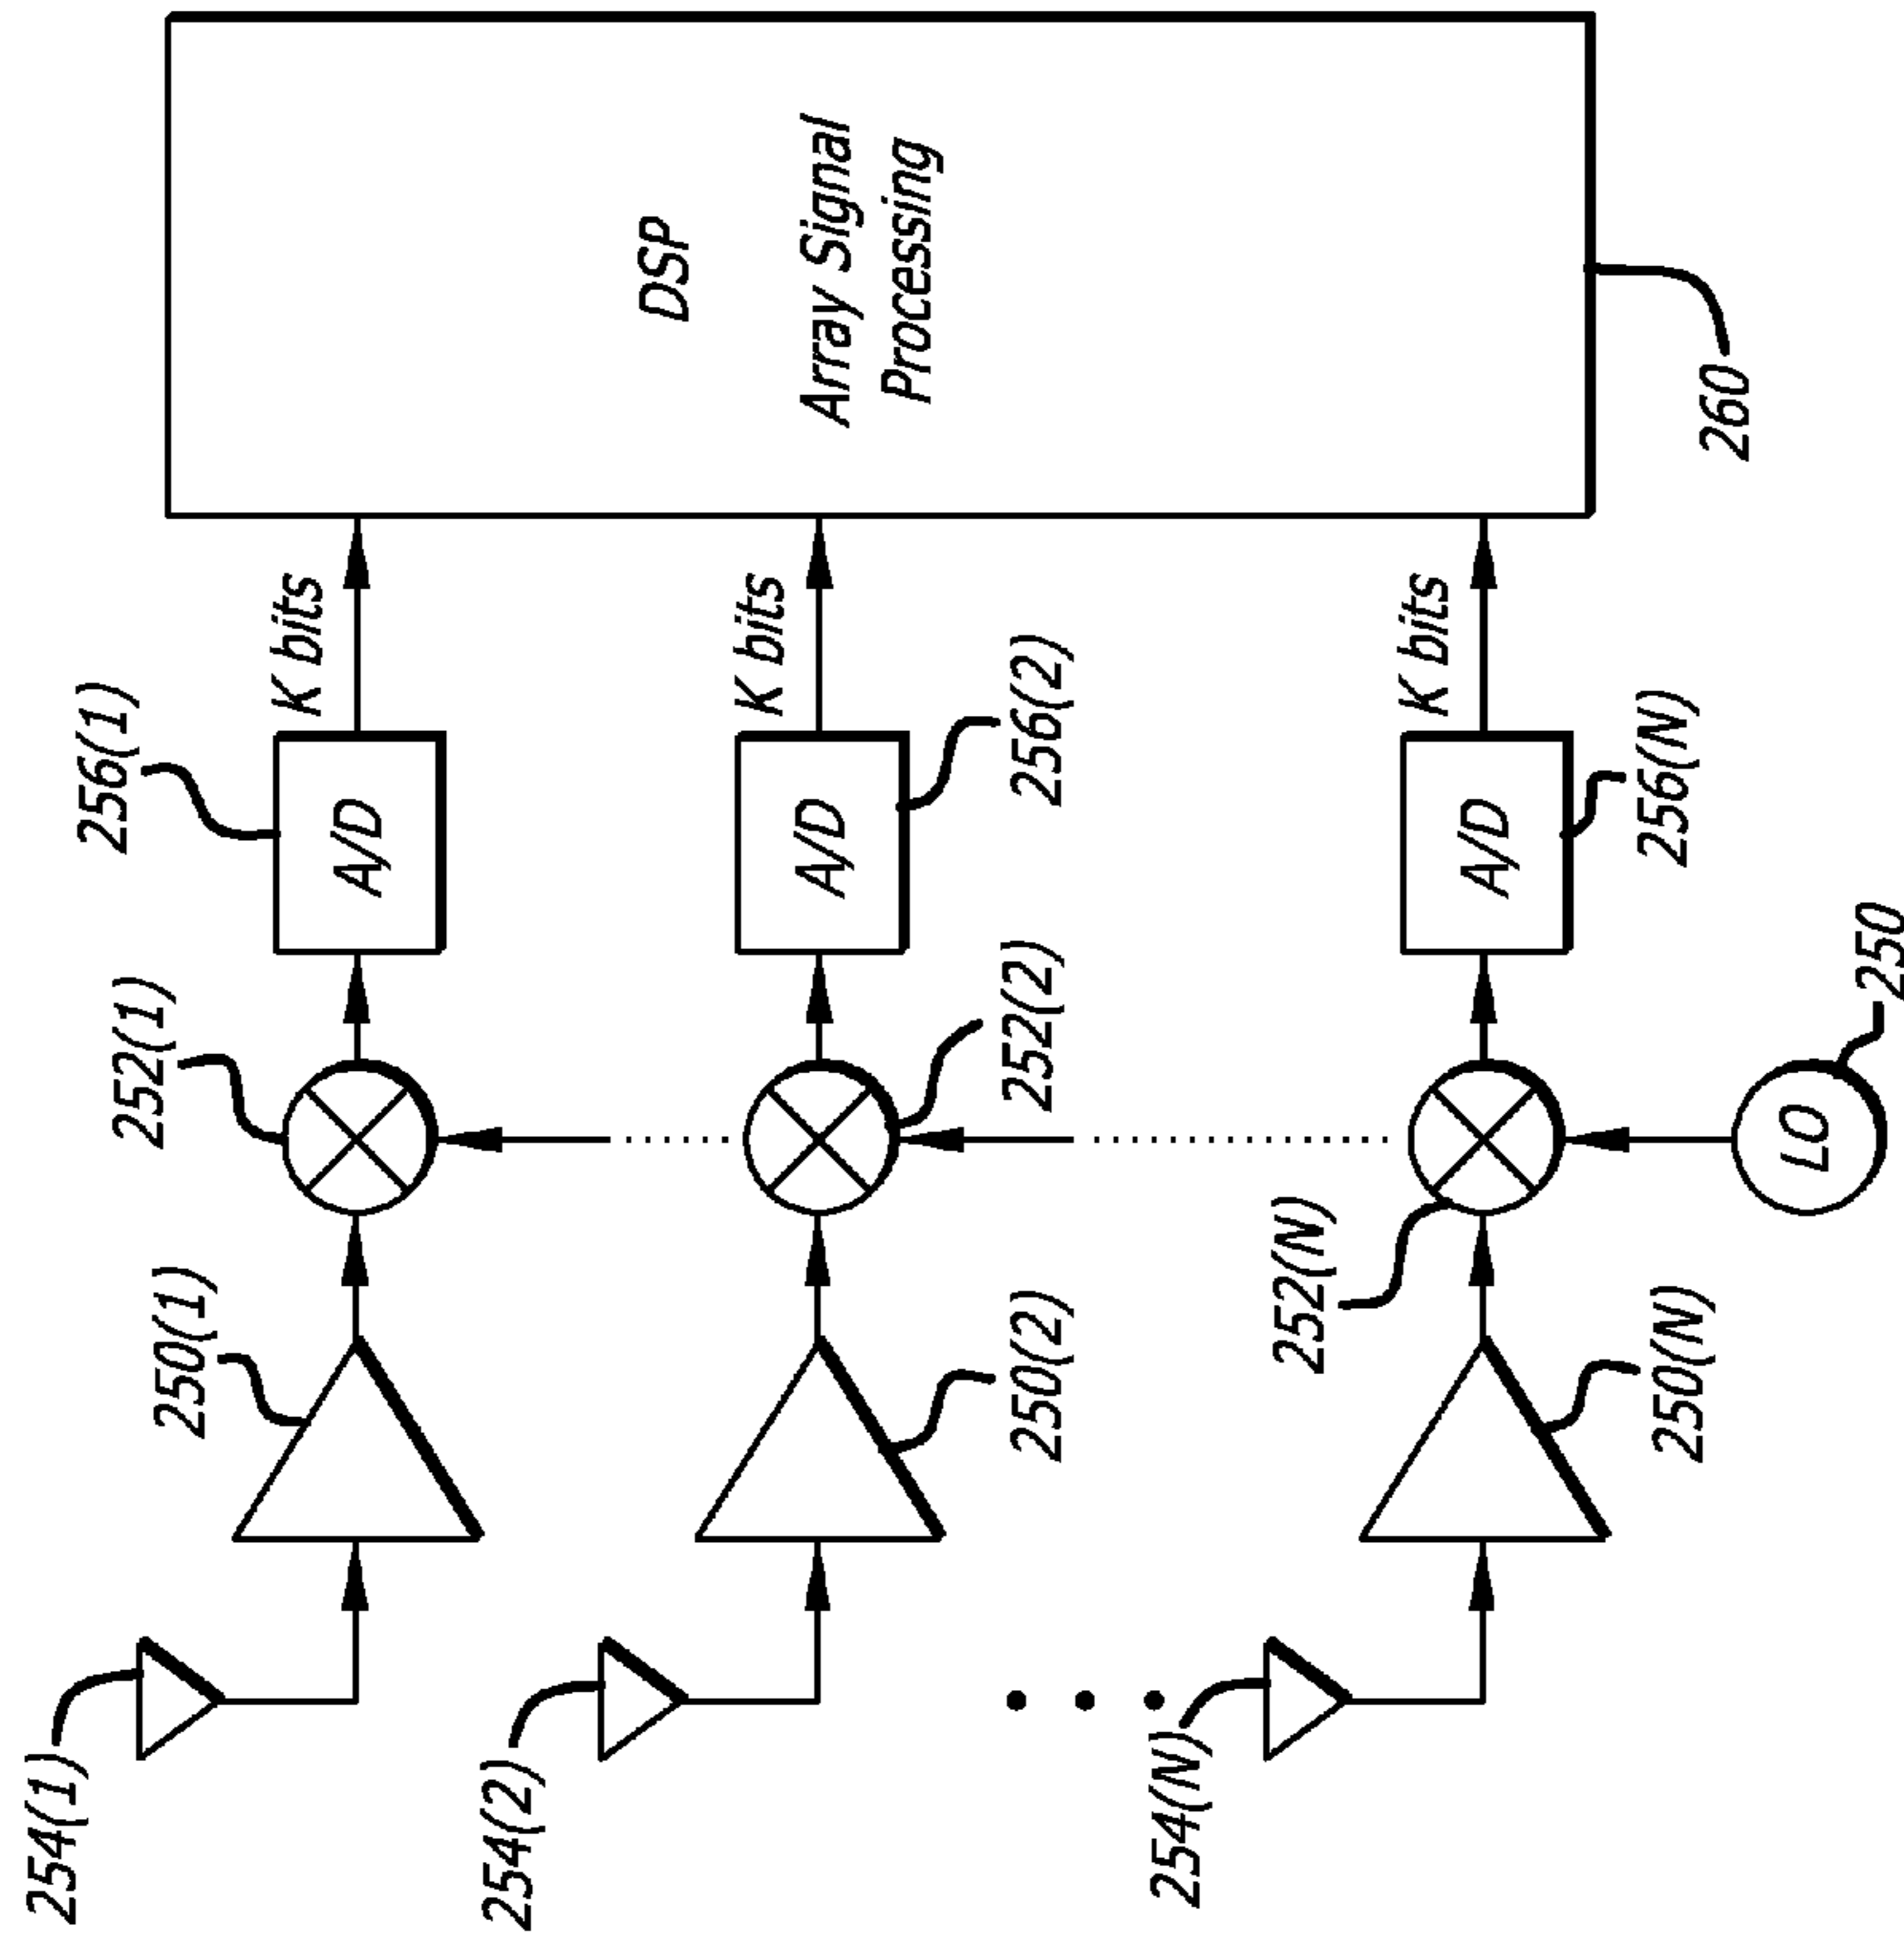 254(1)
250(1)
252(1)
256(1)
A/D
K bits
254(2)
250(2)
252(2)
256(2)
A/D
K bits
254(N)
250(N)
252(N)
256(N)
A/D
K bits
LO
250
DSP
Array Signal
Processing
260